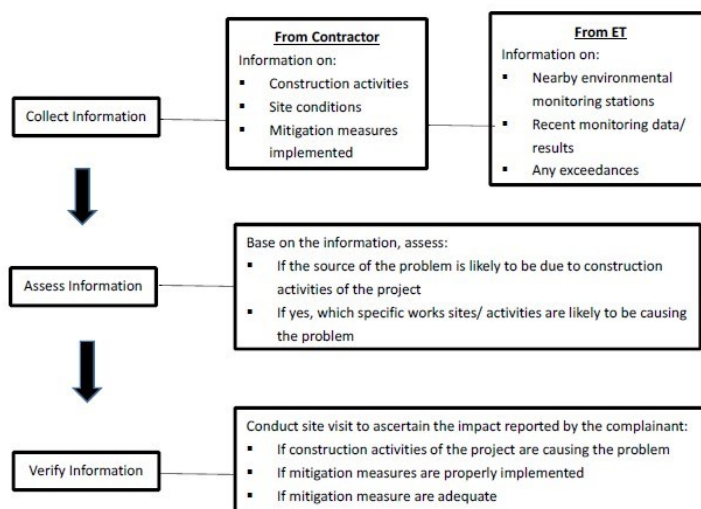 From Contractor
Information on:
▪ Construction activities
▪ Site conditions
▪ Mitigation measures
implemented
From ET
Information on:
▪ Nearby environmental
monitoring stations
▪ Recent monitoring data/
results
▪ Any exceedances
Collect Information
Base on the information, assess:
▪ If the source of the problem is likely to be due to construction
activities of the project
▪ If yes, which specific works sites/ activities are likely to be causing
the problem
Assess Information
Conduct site visit to ascertain the impact reported by the complainant:
▪ If construction activities of the project are causing the problem
▪ If mitigation measures are properly implemented
▪ If mitigation measure are adequate
Verify Information